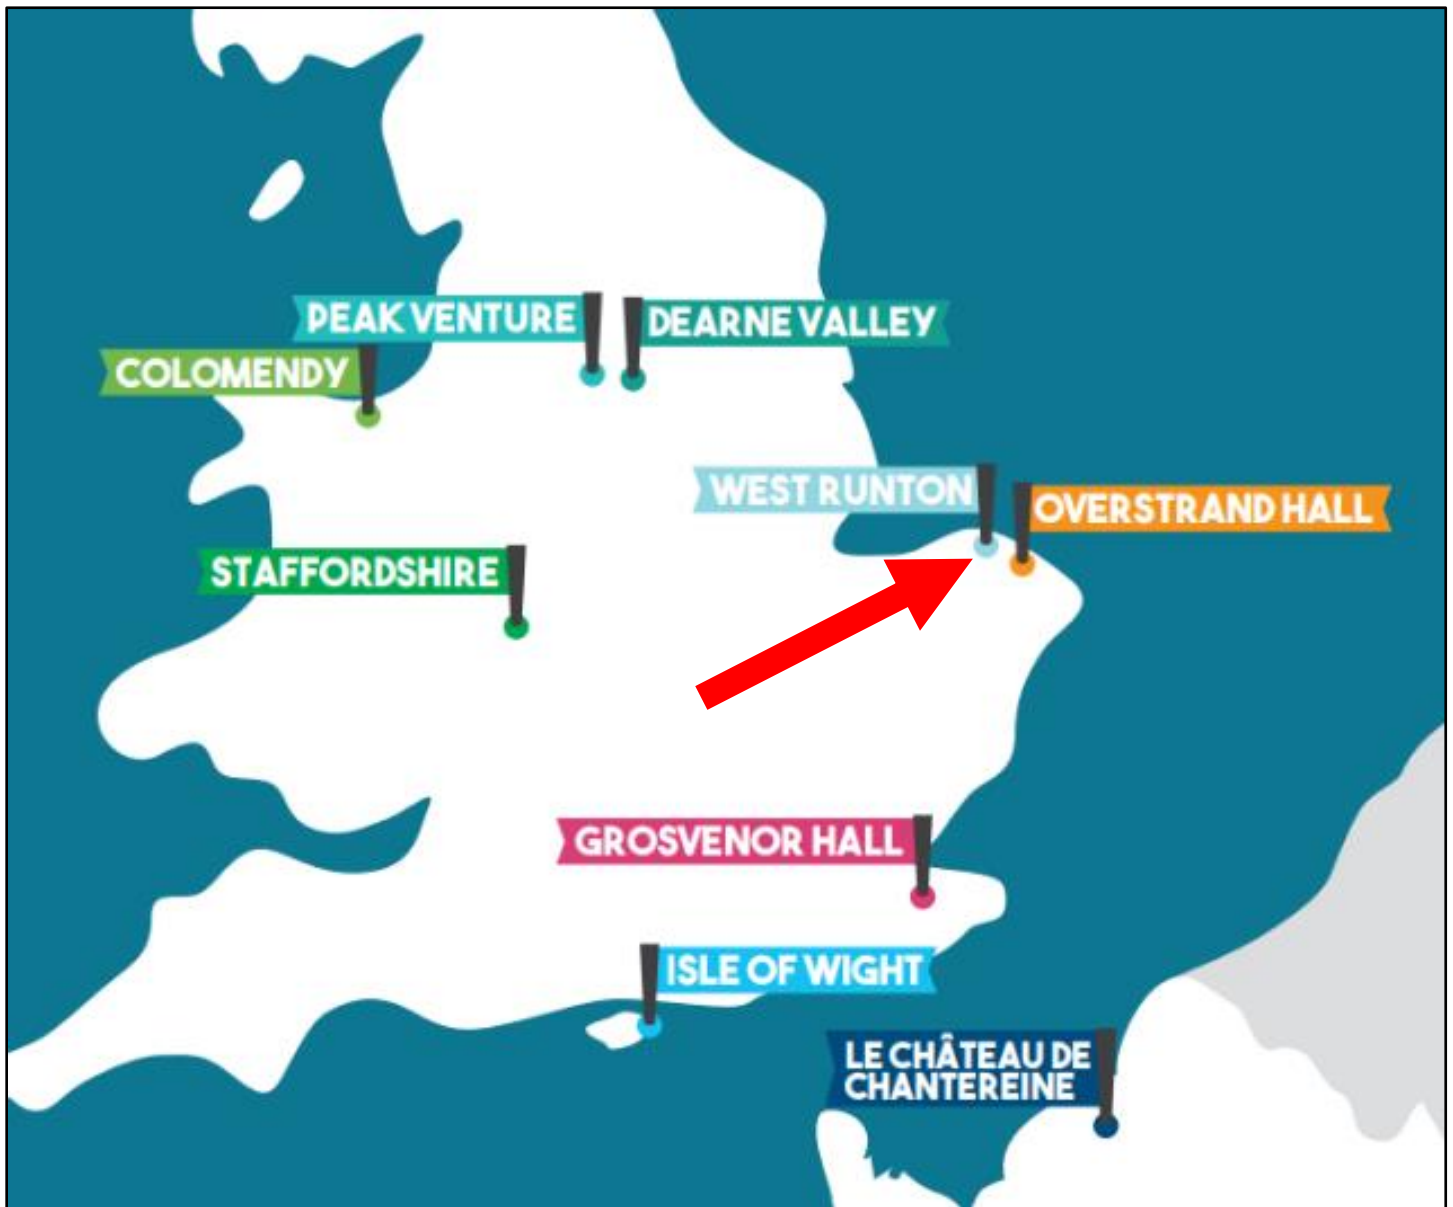 PEAK VENTURE
DEARNE VALLEY
COLOMENDY
WEST RUNTON
OVERSTRAND HALL
STAFFORDSHIRE
GROSVENOR HALL
ISLE OF WIGHT
LE CHÂTEAU DE
CHANTEREINE